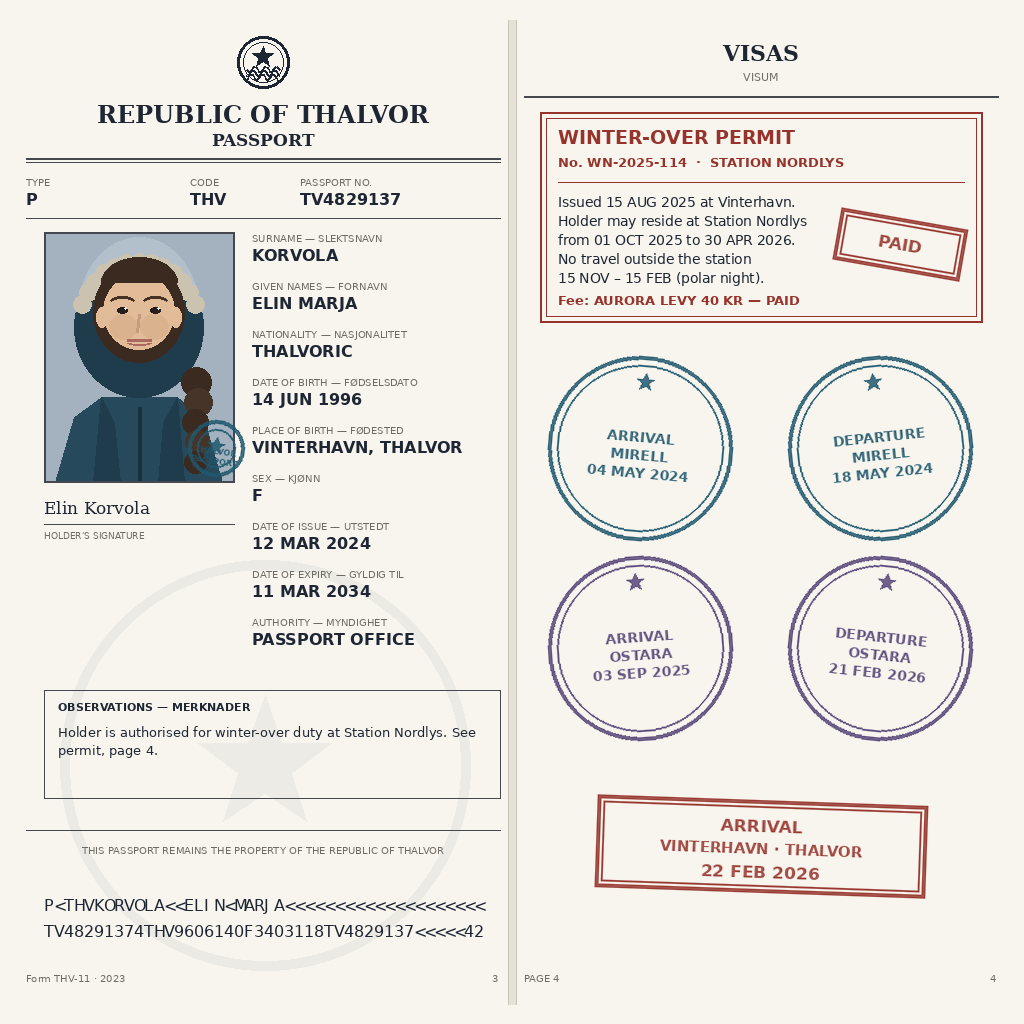 REPUBLIC OF THALVOR
PASSPORT
TYPE
P
CODE
THV
PASSPORT NO.
TV4829137
SURNAME — SLEKTSNAVN
KORVOLA
GIVEN NAMES — FORNAVN
ELIN MARJA
NATIONALITY — NASJONALITET
THALVORIC
DATE OF BIRTH — FØDSELSDATO
14 JUN 1996
PLACE OF BIRTH — FØDESTED
VINTERHAVN, THALVOR
SEX — KJØNN
F
DATE OF ISSUE — UTSTEDT
12 MAR 2024
DATE OF EXPIRY — GYLDIG TIL
11 MAR 2034
AUTHORITY — MYNDIGHET
PASSPORT OFFICE
Elin Korvola
HOLDER'S SIGNATURE
OBSERVATIONS — MERKNADER
Holder is authorised for winter-over duty at Station Nordlys. See
permit, page 4.
THIS PASSPORT REMAINS THE PROPERTY OF THE REPUBLIC OF THALVOR
P<THVKORVOLA<<ELIN<MARJA<<<<<<<<<<<<<<<<<<<<
TV48291374THV9606140F3403118TV4829137<<<<<42
Form THV-11 · 2023
3
VISAS
VISUM
WINTER-OVER PERMIT
No. WN-2025-114 · STATION NORDLYS
Issued 15 AUG 2025 at Vinterhavn.
Holder may reside at Station Nordlys
from 01 OCT 2025 to 30 APR 2026.
No travel outside the station
15 NOV – 15 FEB (polar night).
Fee: AURORA LEVY 40 KR — PAID
PAID
ARRIVAL
MIRELL
04 MAY 2024
DEPARTURE
MIRELL
18 MAY 2024
ARRIVAL
OSTARA
03 SEP 2025
DEPARTURE
OSTARA
21 FEB 2026
ARRIVAL
VINTERHAVN · THALVOR
22 FEB 2026
PAGE 4
4